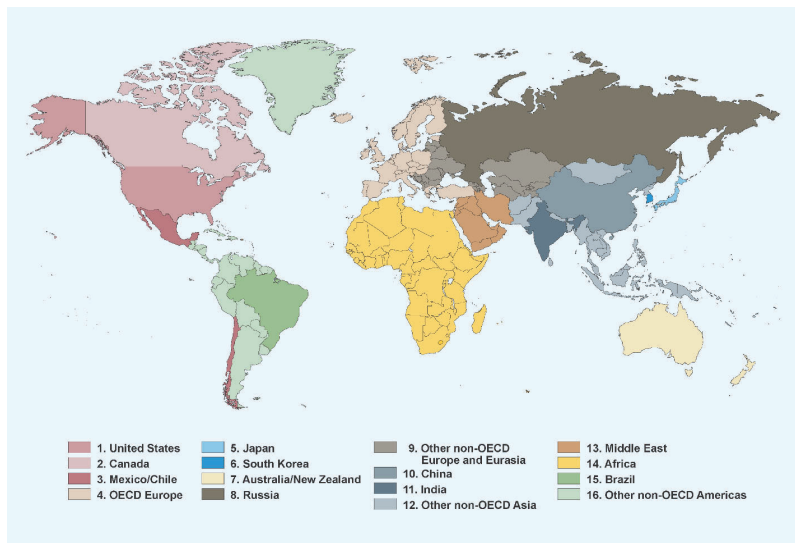 1. United States
2. Canada
3. Mexico/Chile
4. OECD Europe
5. Japan
6. South Korea
7. Australia/New Zealand
8. Russia
9. Other non-OECD
Europe and Eurasia
10. China
11. India
12. Other non-OECD Asia
13. Middle East
14. Africa
15. Brazil
16. Other non-OECD Americas